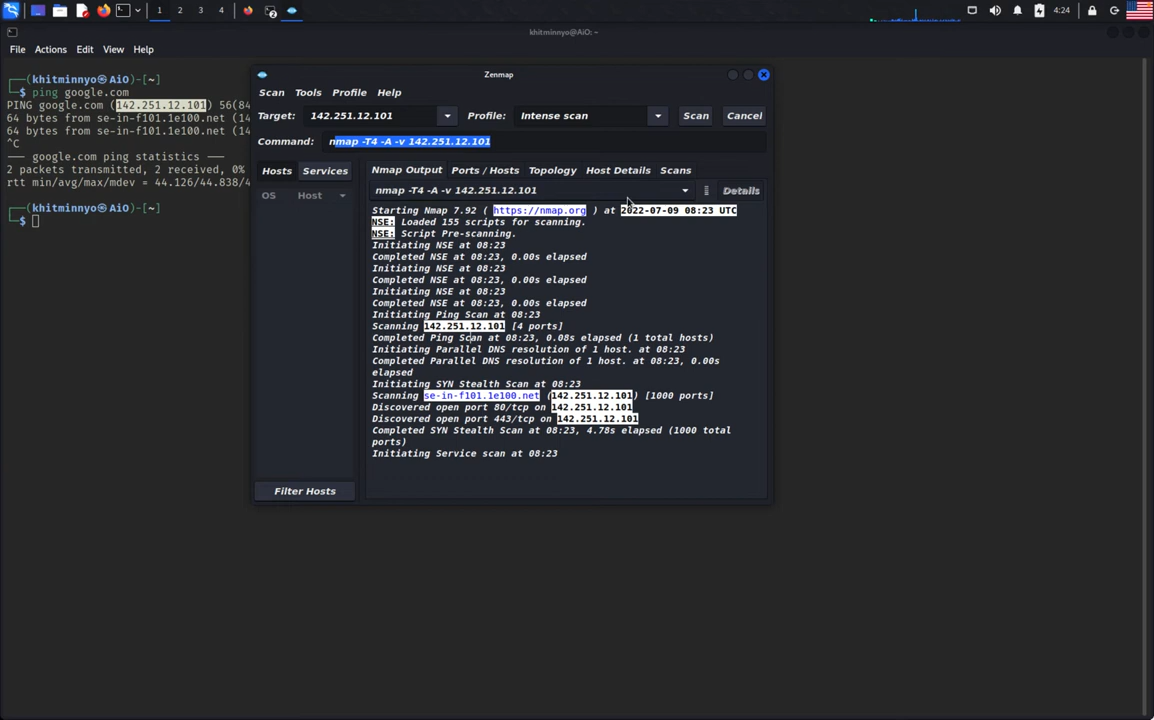 1 2 3 4
2
4:24
khitminnyo@AiO: ~
File Actions Edit View Help
┌──(khitminnyo㉿AiO)-[~]
└─$ ping google.com
PING google.com (142.251.12.101) 56(84
64 bytes from se-in-f101.1e100.net (14
64 bytes from se-in-f101.1e100.net (14
^C
── google.com ping statistics ──
2 packets transmitted, 2 received, 0%
rtt min/avg/max/mdev = 44.126/44.838/4
┌──(khitminnyo㉿AiO)-[~]
└─$
Zenmap
Scan Tools Profile Help
Target: 142.251.12.101 Profile: Intense scan Scan Cancel
Command: nmap -T4 -A -v 142.251.12.101
Hosts Services
OS Host
Filter Hosts
Nmap Output Ports / Hosts Topology Host Details Scans
nmap -T4 -A -v 142.251.12.101 Details
Starting Nmap 7.92 ( https://nmap.org ) at 2022-07-09 08:23 UTC
NSE: Loaded 155 scripts for scanning.
NSE: Script Pre-scanning.
Initiating NSE at 08:23
Completed NSE at 08:23, 0.00s elapsed
Initiating NSE at 08:23
Completed NSE at 08:23, 0.00s elapsed
Initiating NSE at 08:23
Completed NSE at 08:23, 0.00s elapsed
Initiating Ping Scan at 08:23
Scanning 142.251.12.101 [4 ports]
Completed Ping Scan at 08:23, 0.08s elapsed (1 total hosts)
Initiating Parallel DNS resolution of 1 host. at 08:23
Completed Parallel DNS resolution of 1 host. at 08:23, 0.00s
elapsed
Initiating SYN Stealth Scan at 08:23
Scanning se-in-f101.1e100.net (142.251.12.101) [1000 ports]
Discovered open port 80/tcp on 142.251.12.101
Discovered open port 443/tcp on 142.251.12.101
Completed SYN Stealth Scan at 08:23, 4.78s elapsed (1000 total
ports)
Initiating Service scan at 08:23